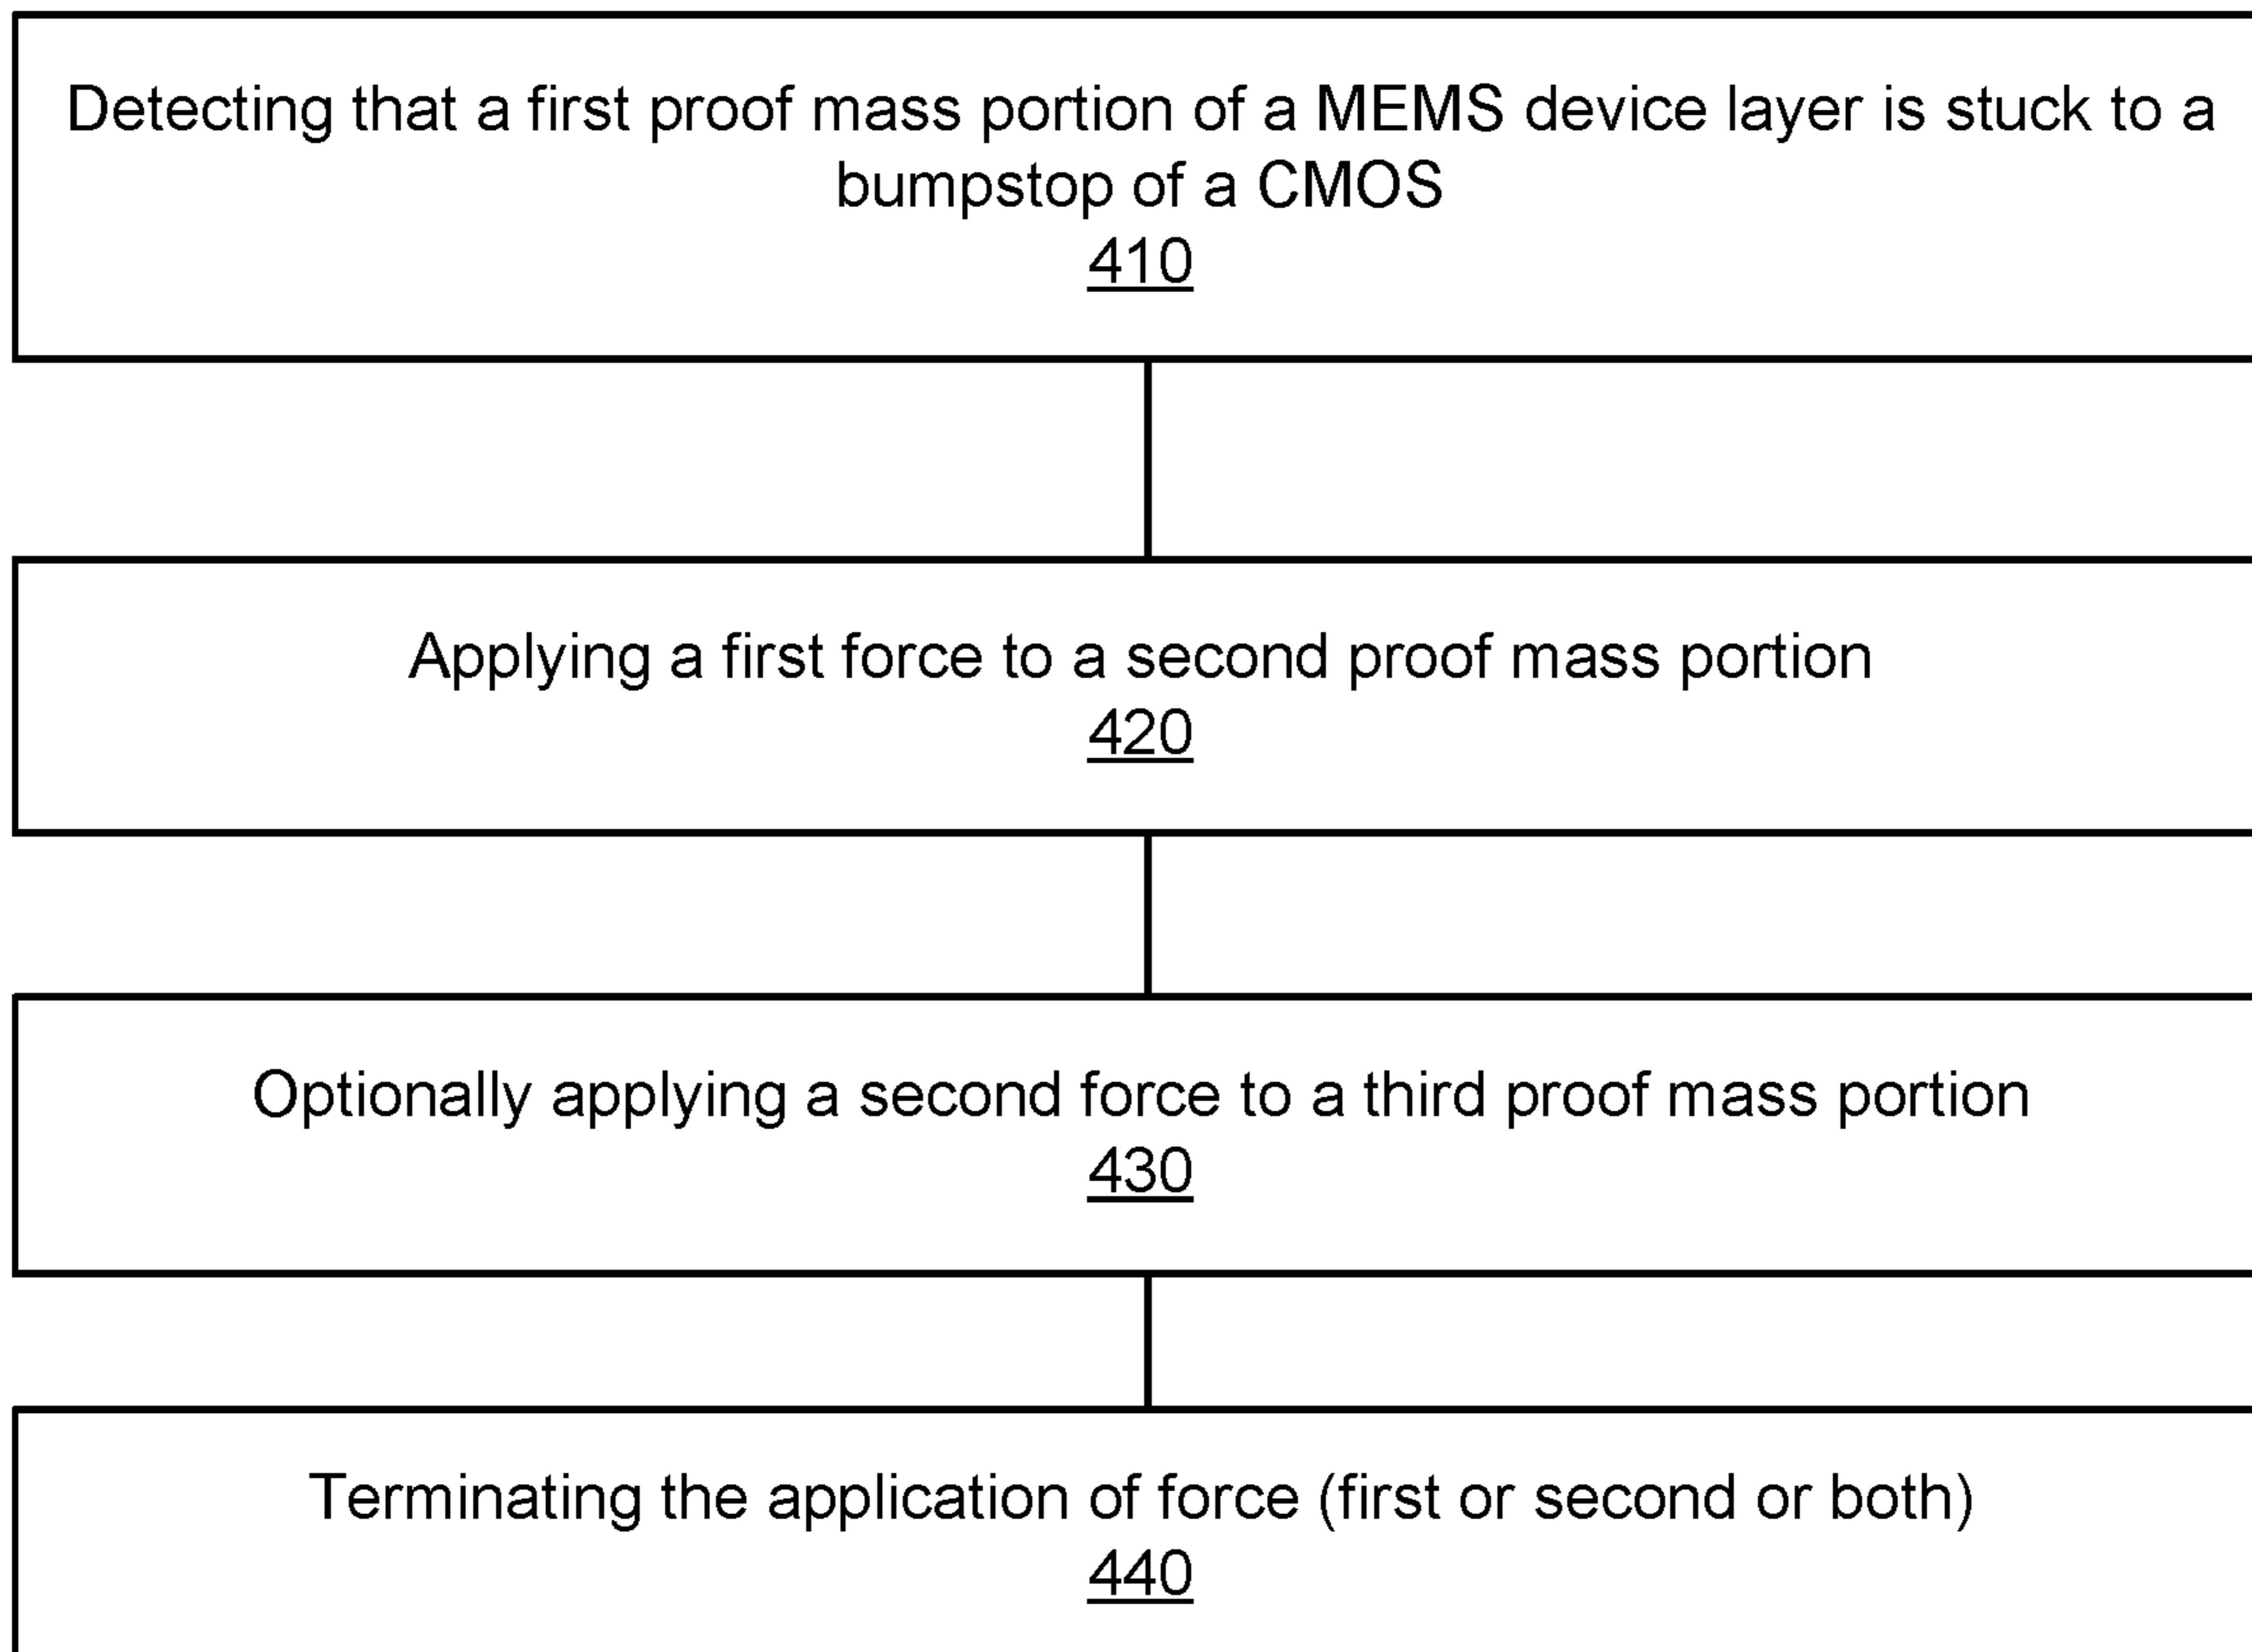 Detecting that a first proof mass portion of a MEMS device layer is stuck to a
bumpstop of a CMOS
410
Applying a first force to a second proof mass portion
420
Optionally applying a second force to a third proof mass portion
430
Terminating the application of force (first or second or both)
440